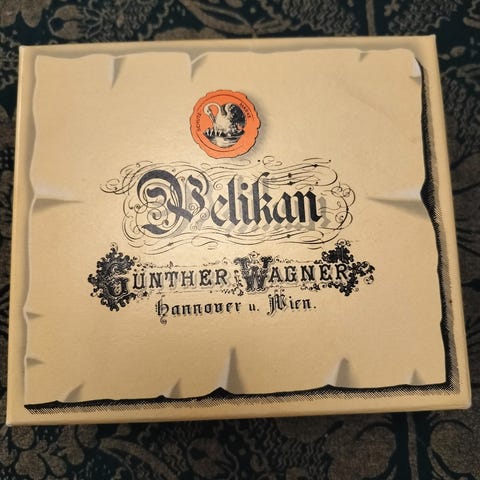 Pelikan
GÜNTHER WAGNER
Hannover u. Wien.